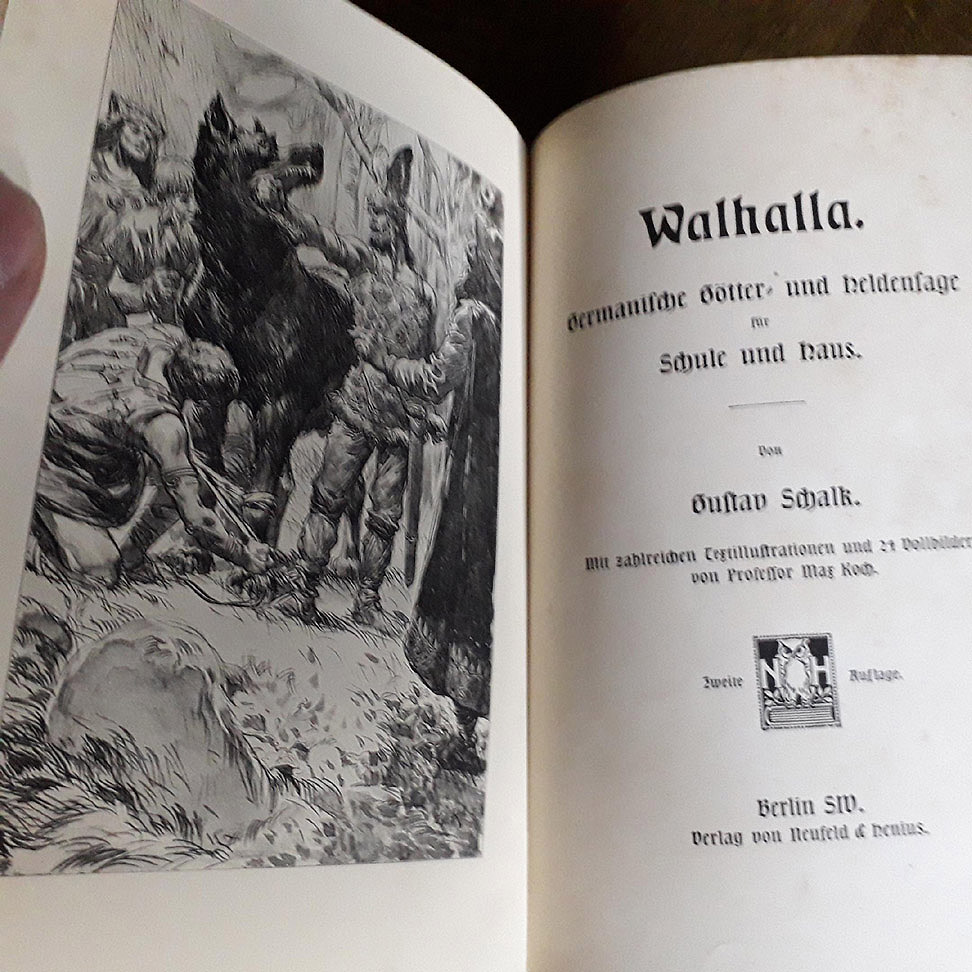 Walhalla.
Germanische Götter- und Heldensage
für
Schule und Haus.
Von
Gustav Schalk.
Mit zahlreichen Textillustrationen und 24 Vollbilder
von Professor Max Koch.
Zweite
N H
Auflage.
Berlin SW.
Verlag von Neufeld & Henius.